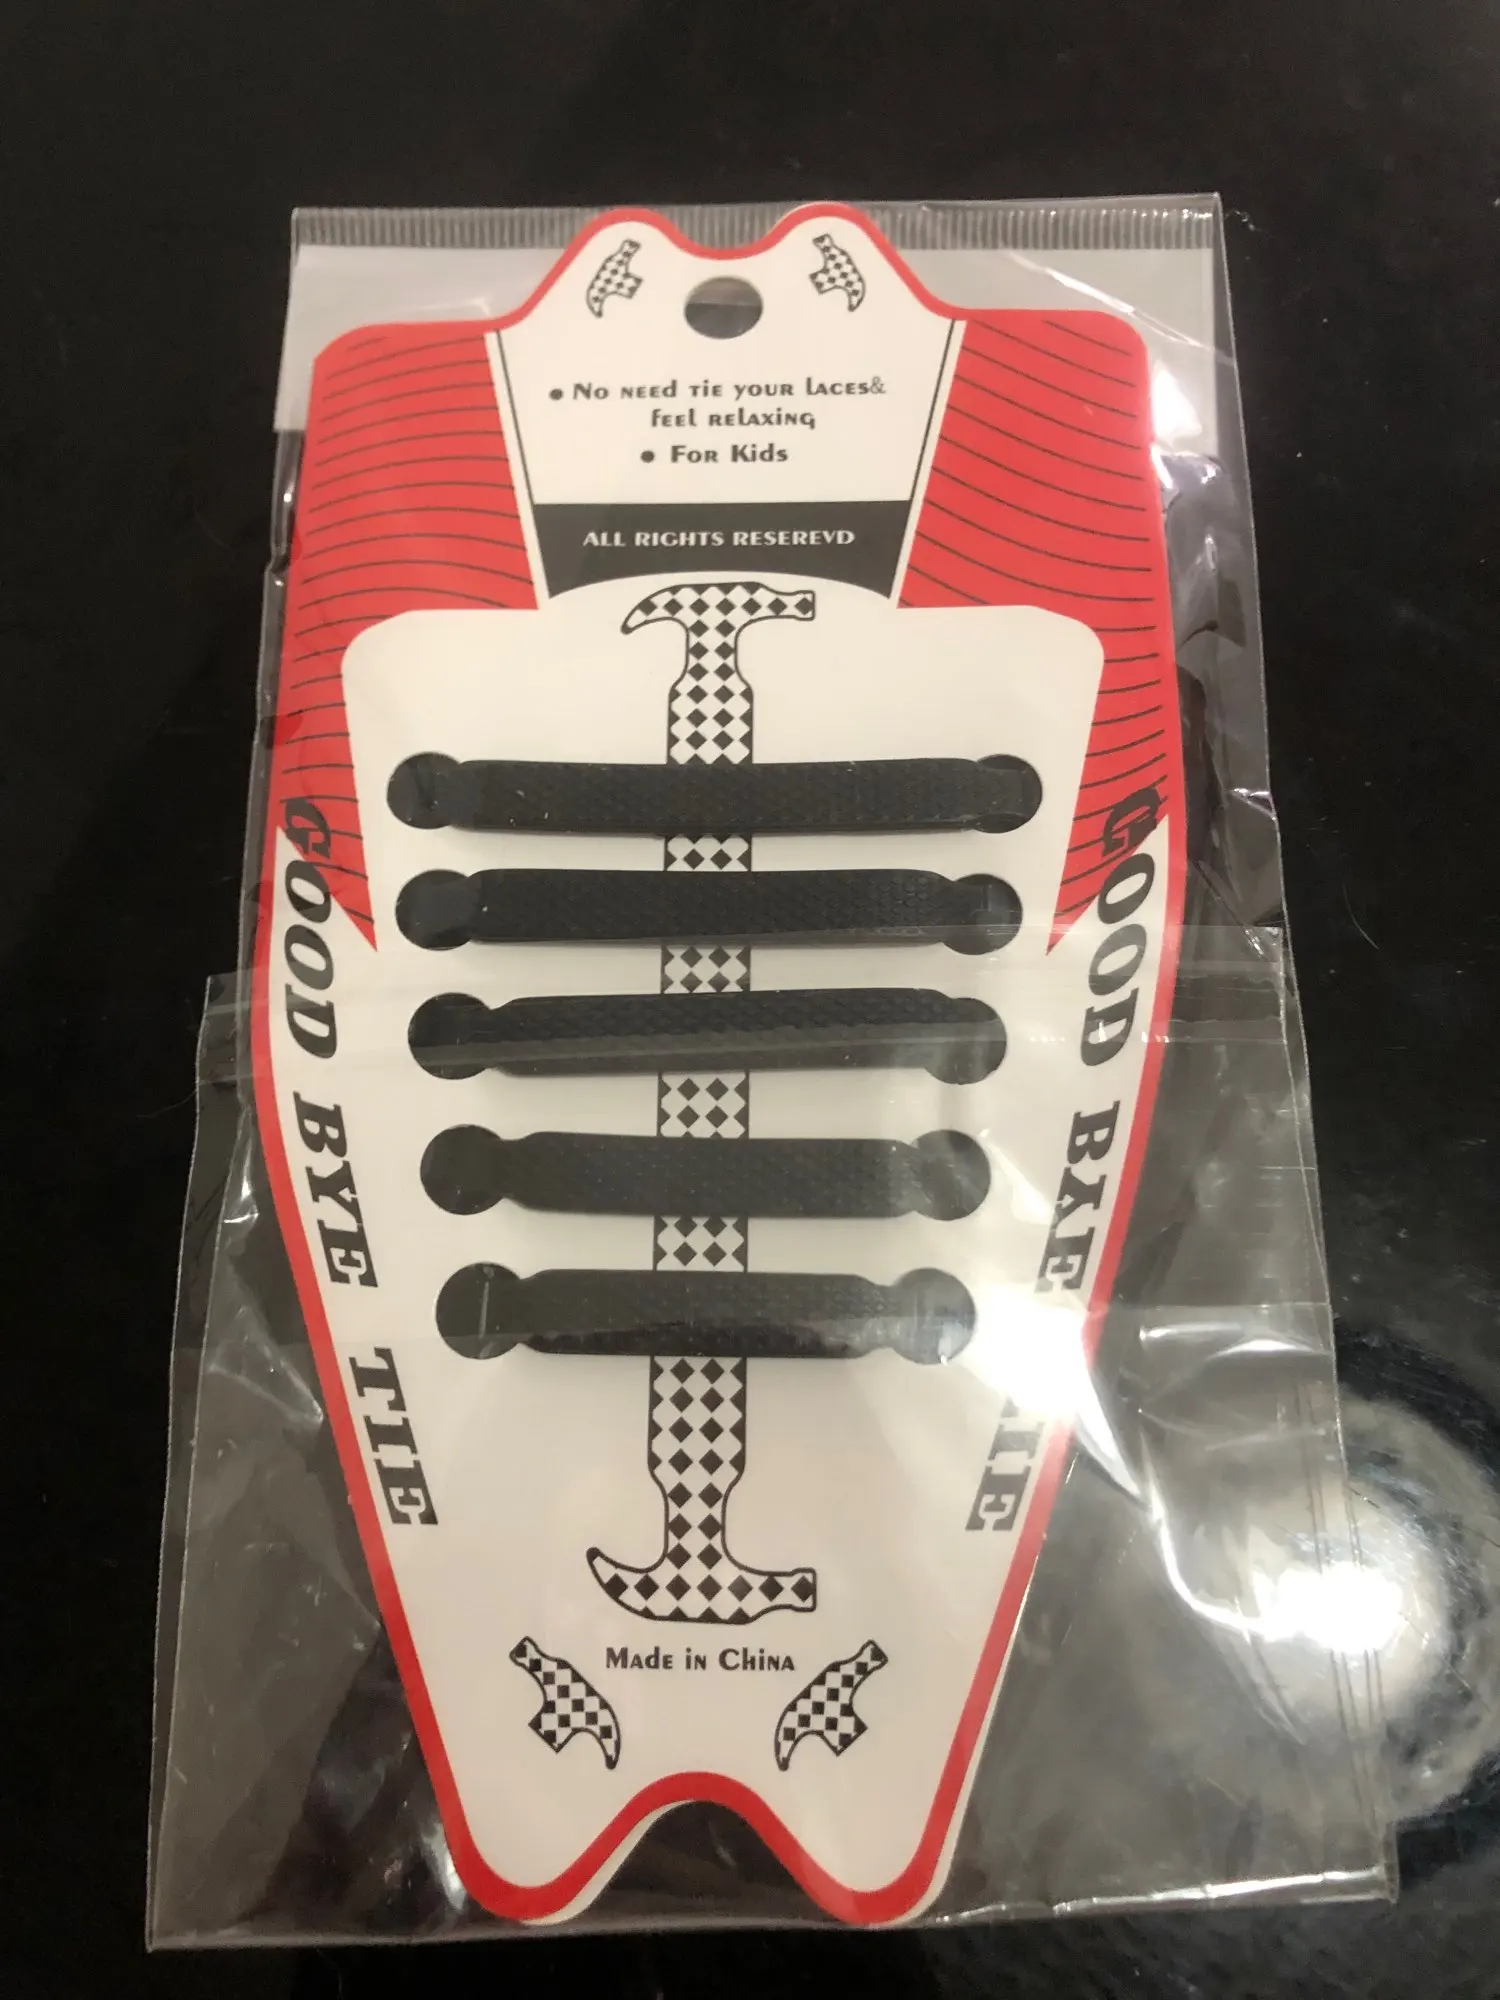 • No need tie your laces&
feel relaxing
• For Kids
ALL RIGHTS RESEREVD
GOOD BYE TIE
GOOD BYE TIE
Made in China